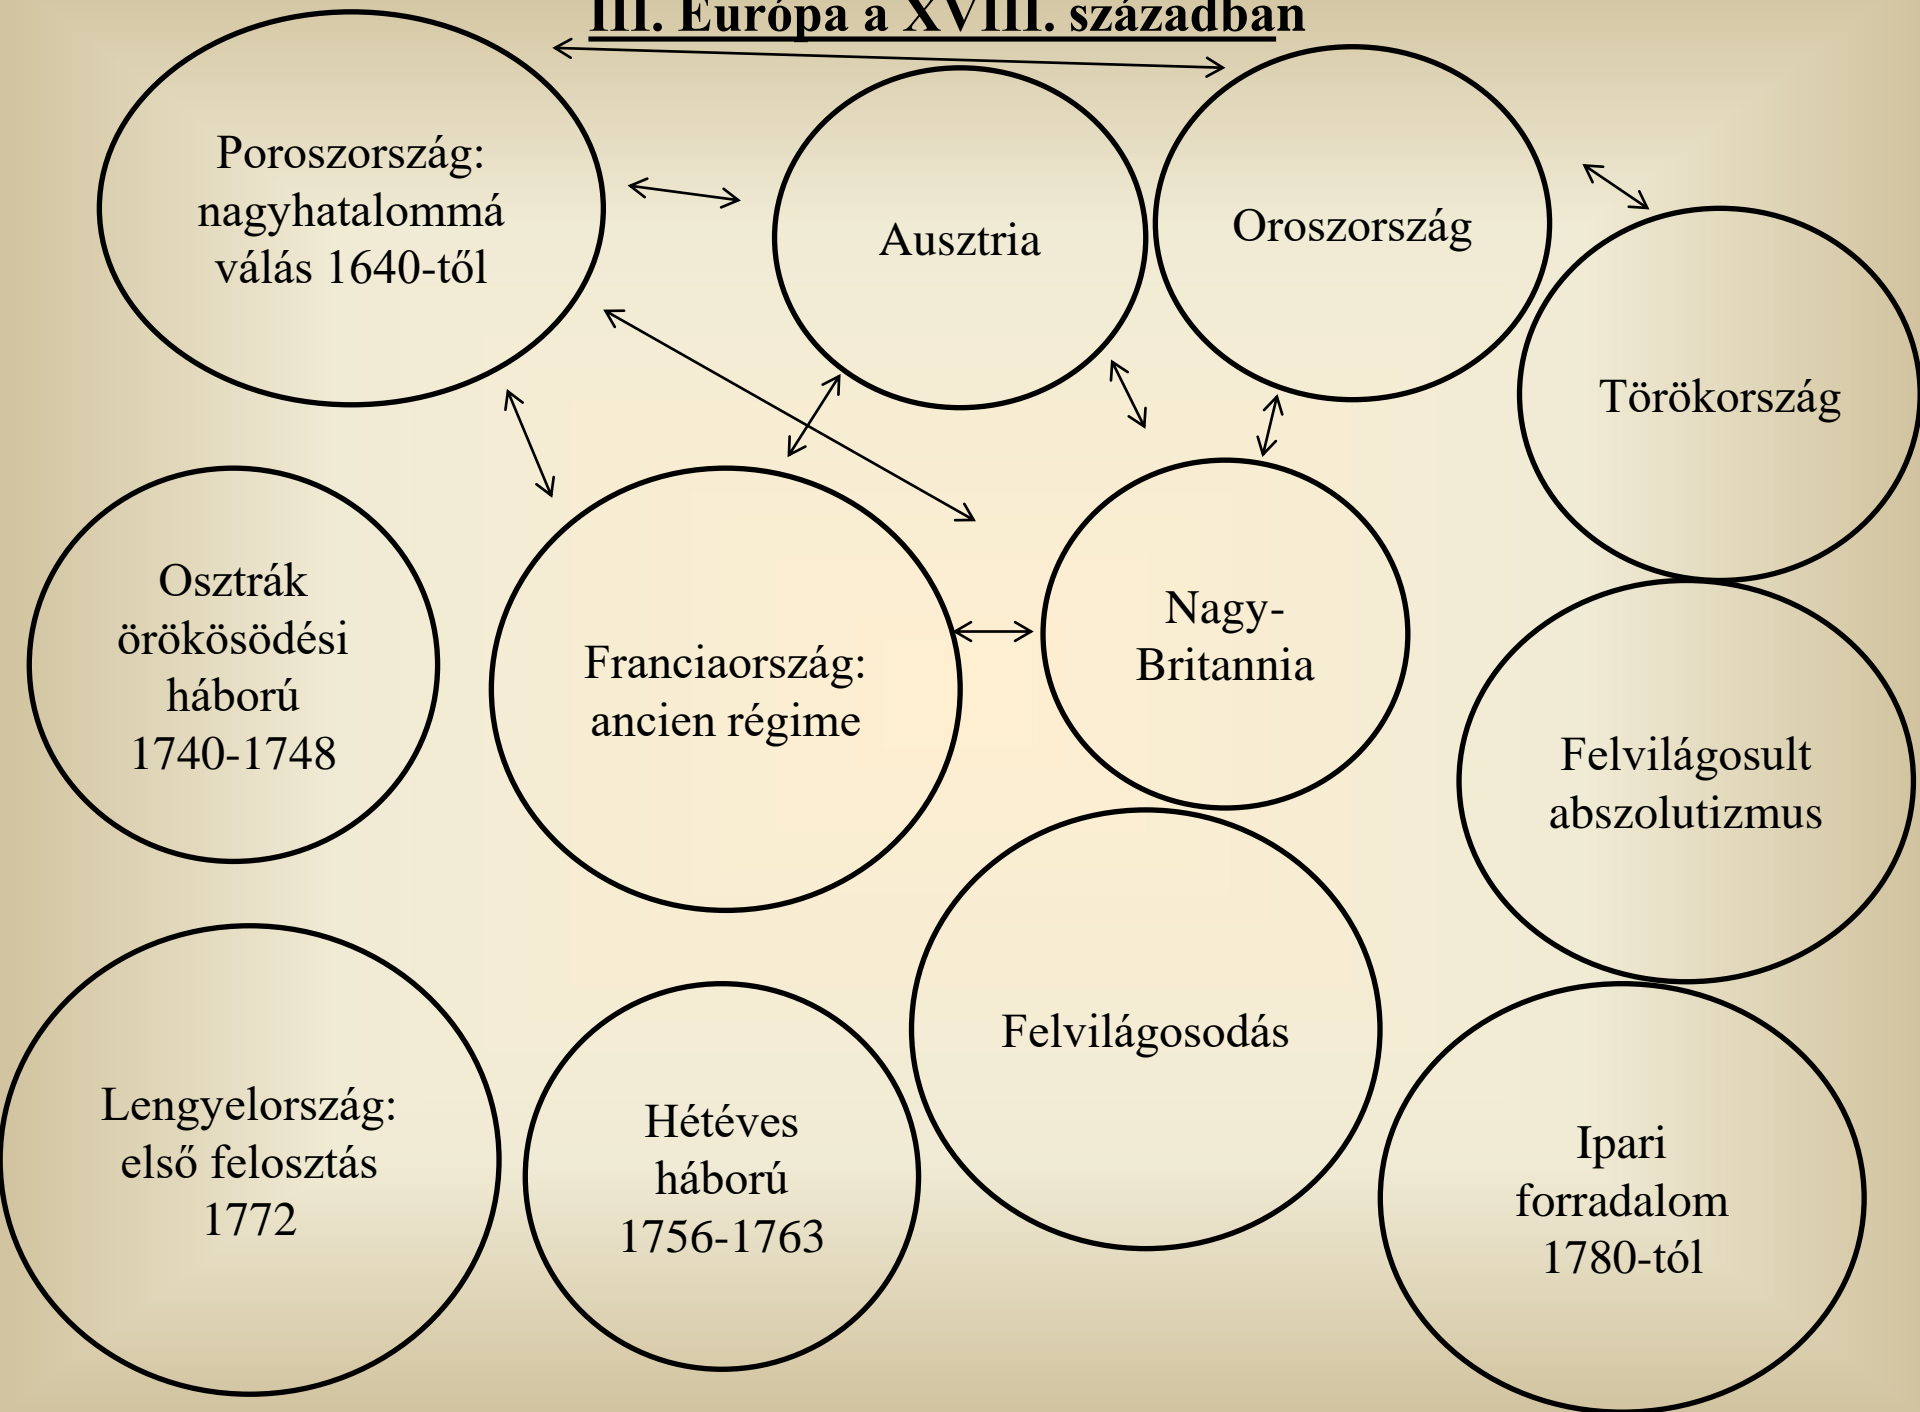 III. Európa a XVIII. században
Poroszország:
nagyhatalommá
válás 1640-től
Ausztria
Oroszország
Törökország
Osztrák
örökösödési
háború
1740-1748
Franciaország:
ancien régime
Nagy-
Britannia
Felvilágosult
abszolutizmus
Lengyelország:
első felosztás
1772
Hétéves
háború
1756-1763
Felvilágosodás
Ipari
forradalom
1780-tól